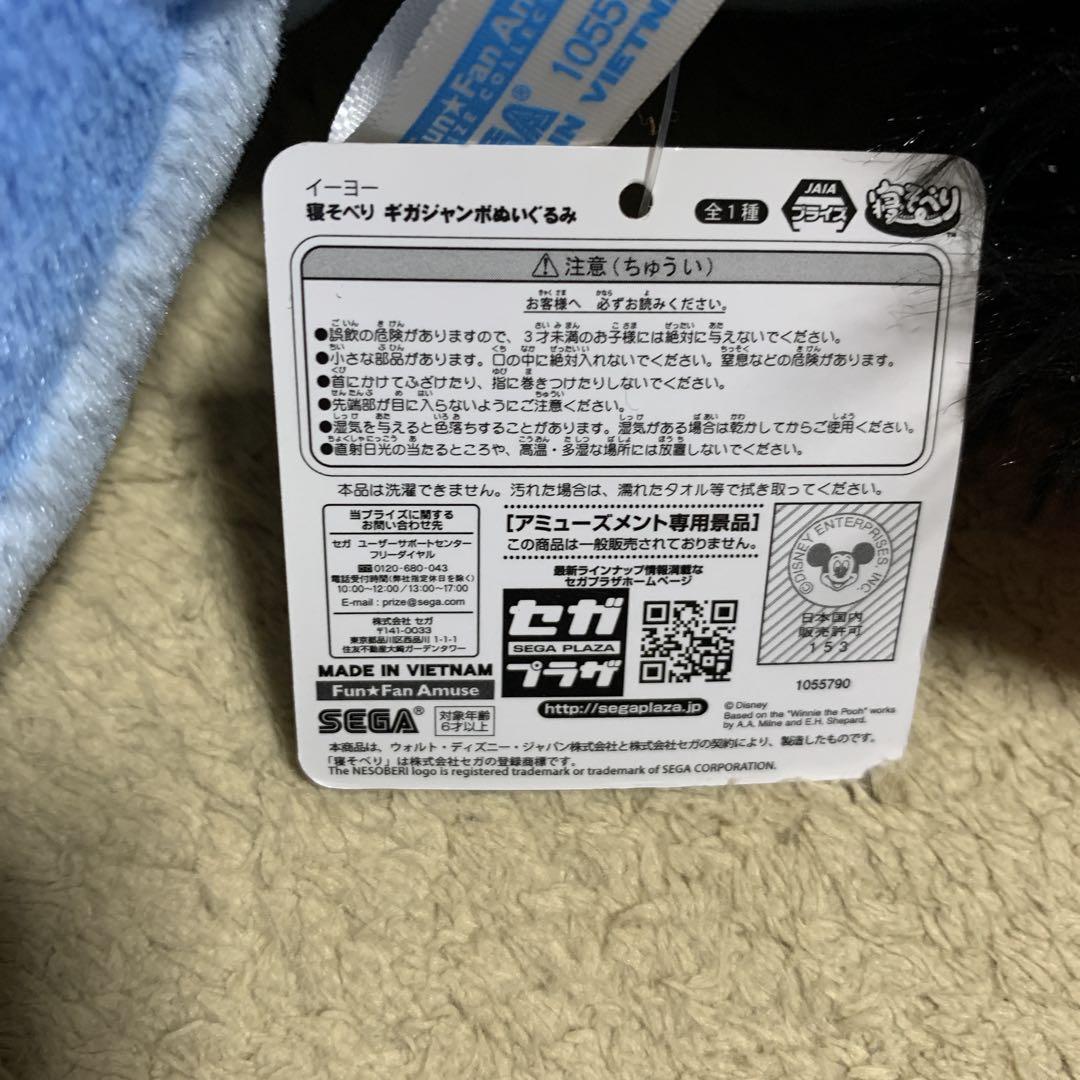 Fun★Fan Am
IZE COLLEC
SEGA 1055
IN VIETNA
イーヨー
寝そべり ギガジャンボぬいぐるみ
全1種
JAIA
プライズ
寝そべり
TM
⚠注意(ちゅうい)
お客様へ 必ずお読みください。
●誤飲の危険がありますので、3才未満のお子様には絶対に与えないでください。
●小さな部品があります。口の中に絶対入れないでください。窒息などの危険があります。
●首にかけてふざけたり、指に巻きつけたりしないでください。
●先端部が目に入らないようにご注意ください。
●湿気を与えると色落ちすることがあります。湿気がある場合は乾かしてからご使用ください。
●直射日光の当たるところや、高温・多湿な場所には放置しないでください。
本品は洗濯できません。汚れた場合は、濡れたタオル等で拭き取ってください。
当プライズに関する
お問い合わせ先
セガ ユーザーサポートセンター
フリーダイヤル
0120-680-043
電話受付時間(弊社指定休日を除く)
10:00~12:00/13:00~17:00
E-mail : prize@sega.com
株式会社 セガ
〒141-0033
東京都品川区西品川 1-1-1
住友不動産大崎ガーデンタワー
MADE IN VIETNAM
Fun★Fan Amuse
SEGA®
対象年齢
6才以上
[アミューズメント専用景品]
この商品は一般販売されておりません。
最新ラインナップ情報満載な
セガプラザホームページ
セガ
SEGA PLAZA
プラザ
http://segaplaza.jp
©DISNEY ENTERPRISES, INC.
日本国内
販売許可
153
1055790
© Disney
Based on the "Winnie the Pooh" works
by A.A. Milne and E.H. Shepard.
本商品は、ウォルト・ディズニー・ジャパン株式会社と株式会社セガの契約により、製造したものです。
「寝そべり」は株式会社セガの登録商標です。
The NESOBERI logo is registered trademark or trademark of SEGA CORPORATION.